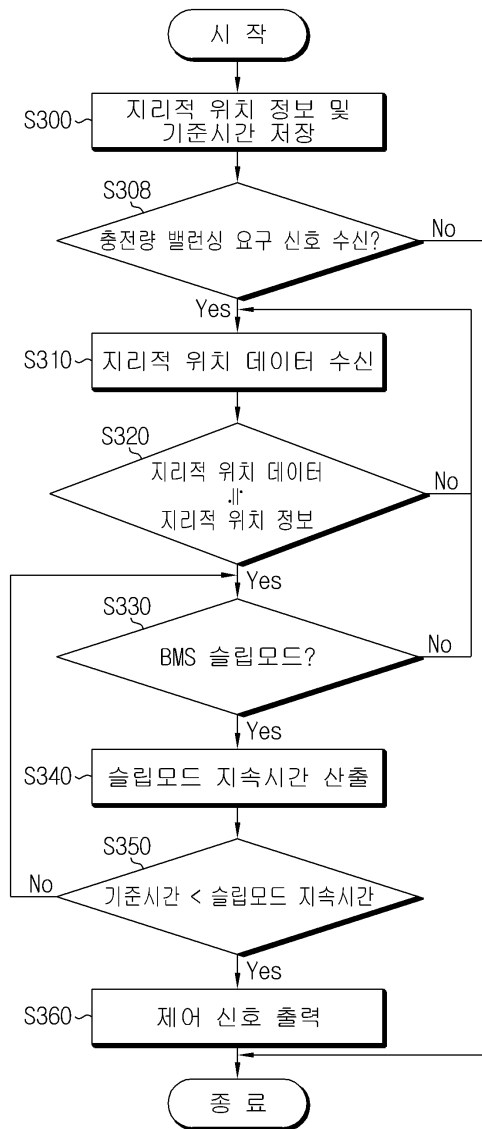 시 작
S300
지리적 위치 정보 및
기준시간 저장
S308
충전량 밸런싱 요구 신호 수신?
No
Yes
S310
지리적 위치 데이터 수신
S320
지리적 위치 데이터
≒
지리적 위치 정보
No
Yes
S330
BMS 슬립모드?
No
Yes
S340
슬립모드 지속시간 산출
S350
기준시간 < 슬립모드 지속시간
No
Yes
S360
제어 신호 출력
종 료